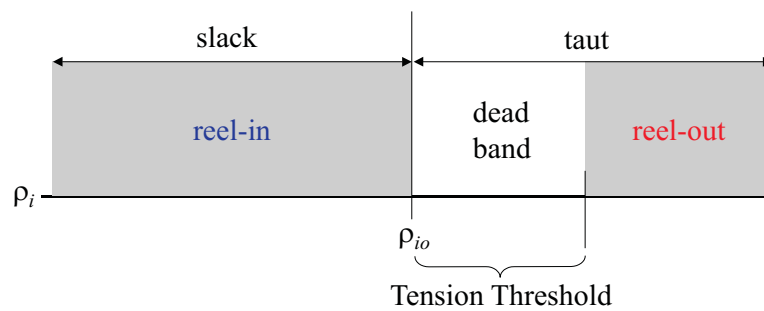 slack
taut
reel-in
dead
band
reel-out
ρi
ρio
Tension Threshold